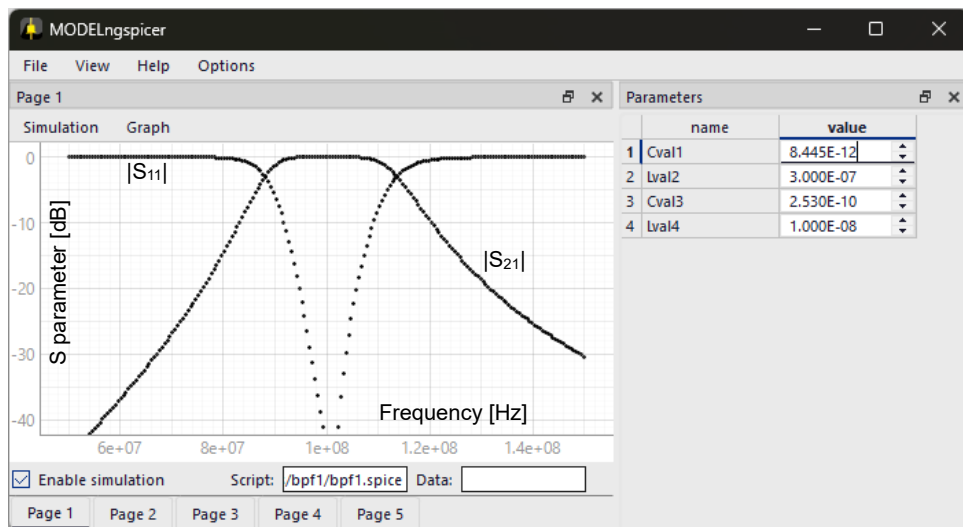 MODELngspicer
File View Help Options
Page 1
Simulation Graph
0
-10
-20
-30
-40
S parameter [dB]
|S11|
|S21|
Frequency [Hz]
6e+07 8e+07 1e+08 1.2e+08 1.4e+08
Enable simulation Script: /bpf1/bpf1.spice Data:
Page 1 Page 2 Page 3 Page 4 Page 5
Parameters
name value
1 Cval1 8.445E-12
2 Lval2 3.000E-07
3 Cval3 2.530E-10
4 Lval4 1.000E-08